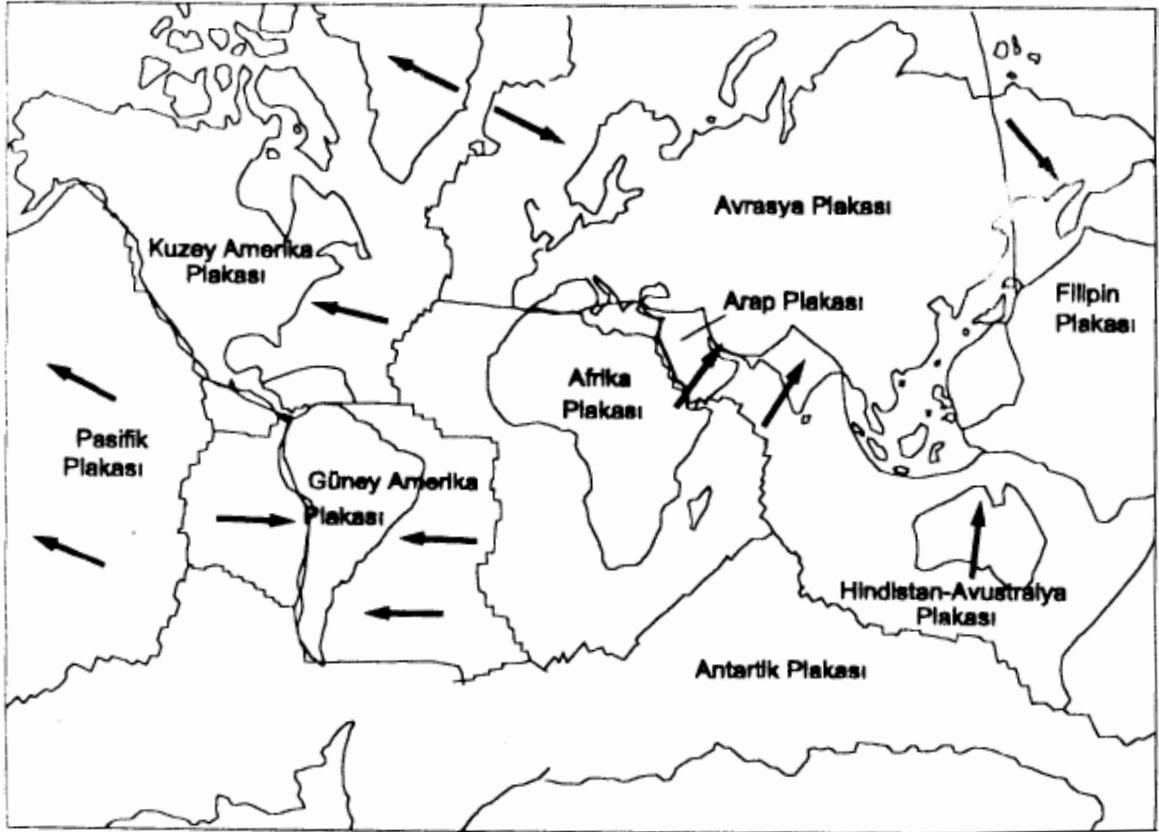 Avrasya Plakası
Kuzey Amerika
Plakası
Arap Plakası
Filipin
Plakası
Afrika
Plakası
Pasifik
Plakası
Güney Amerika
Plakası
Hindistan-Avustralya
Plakası
Antartik Plakası